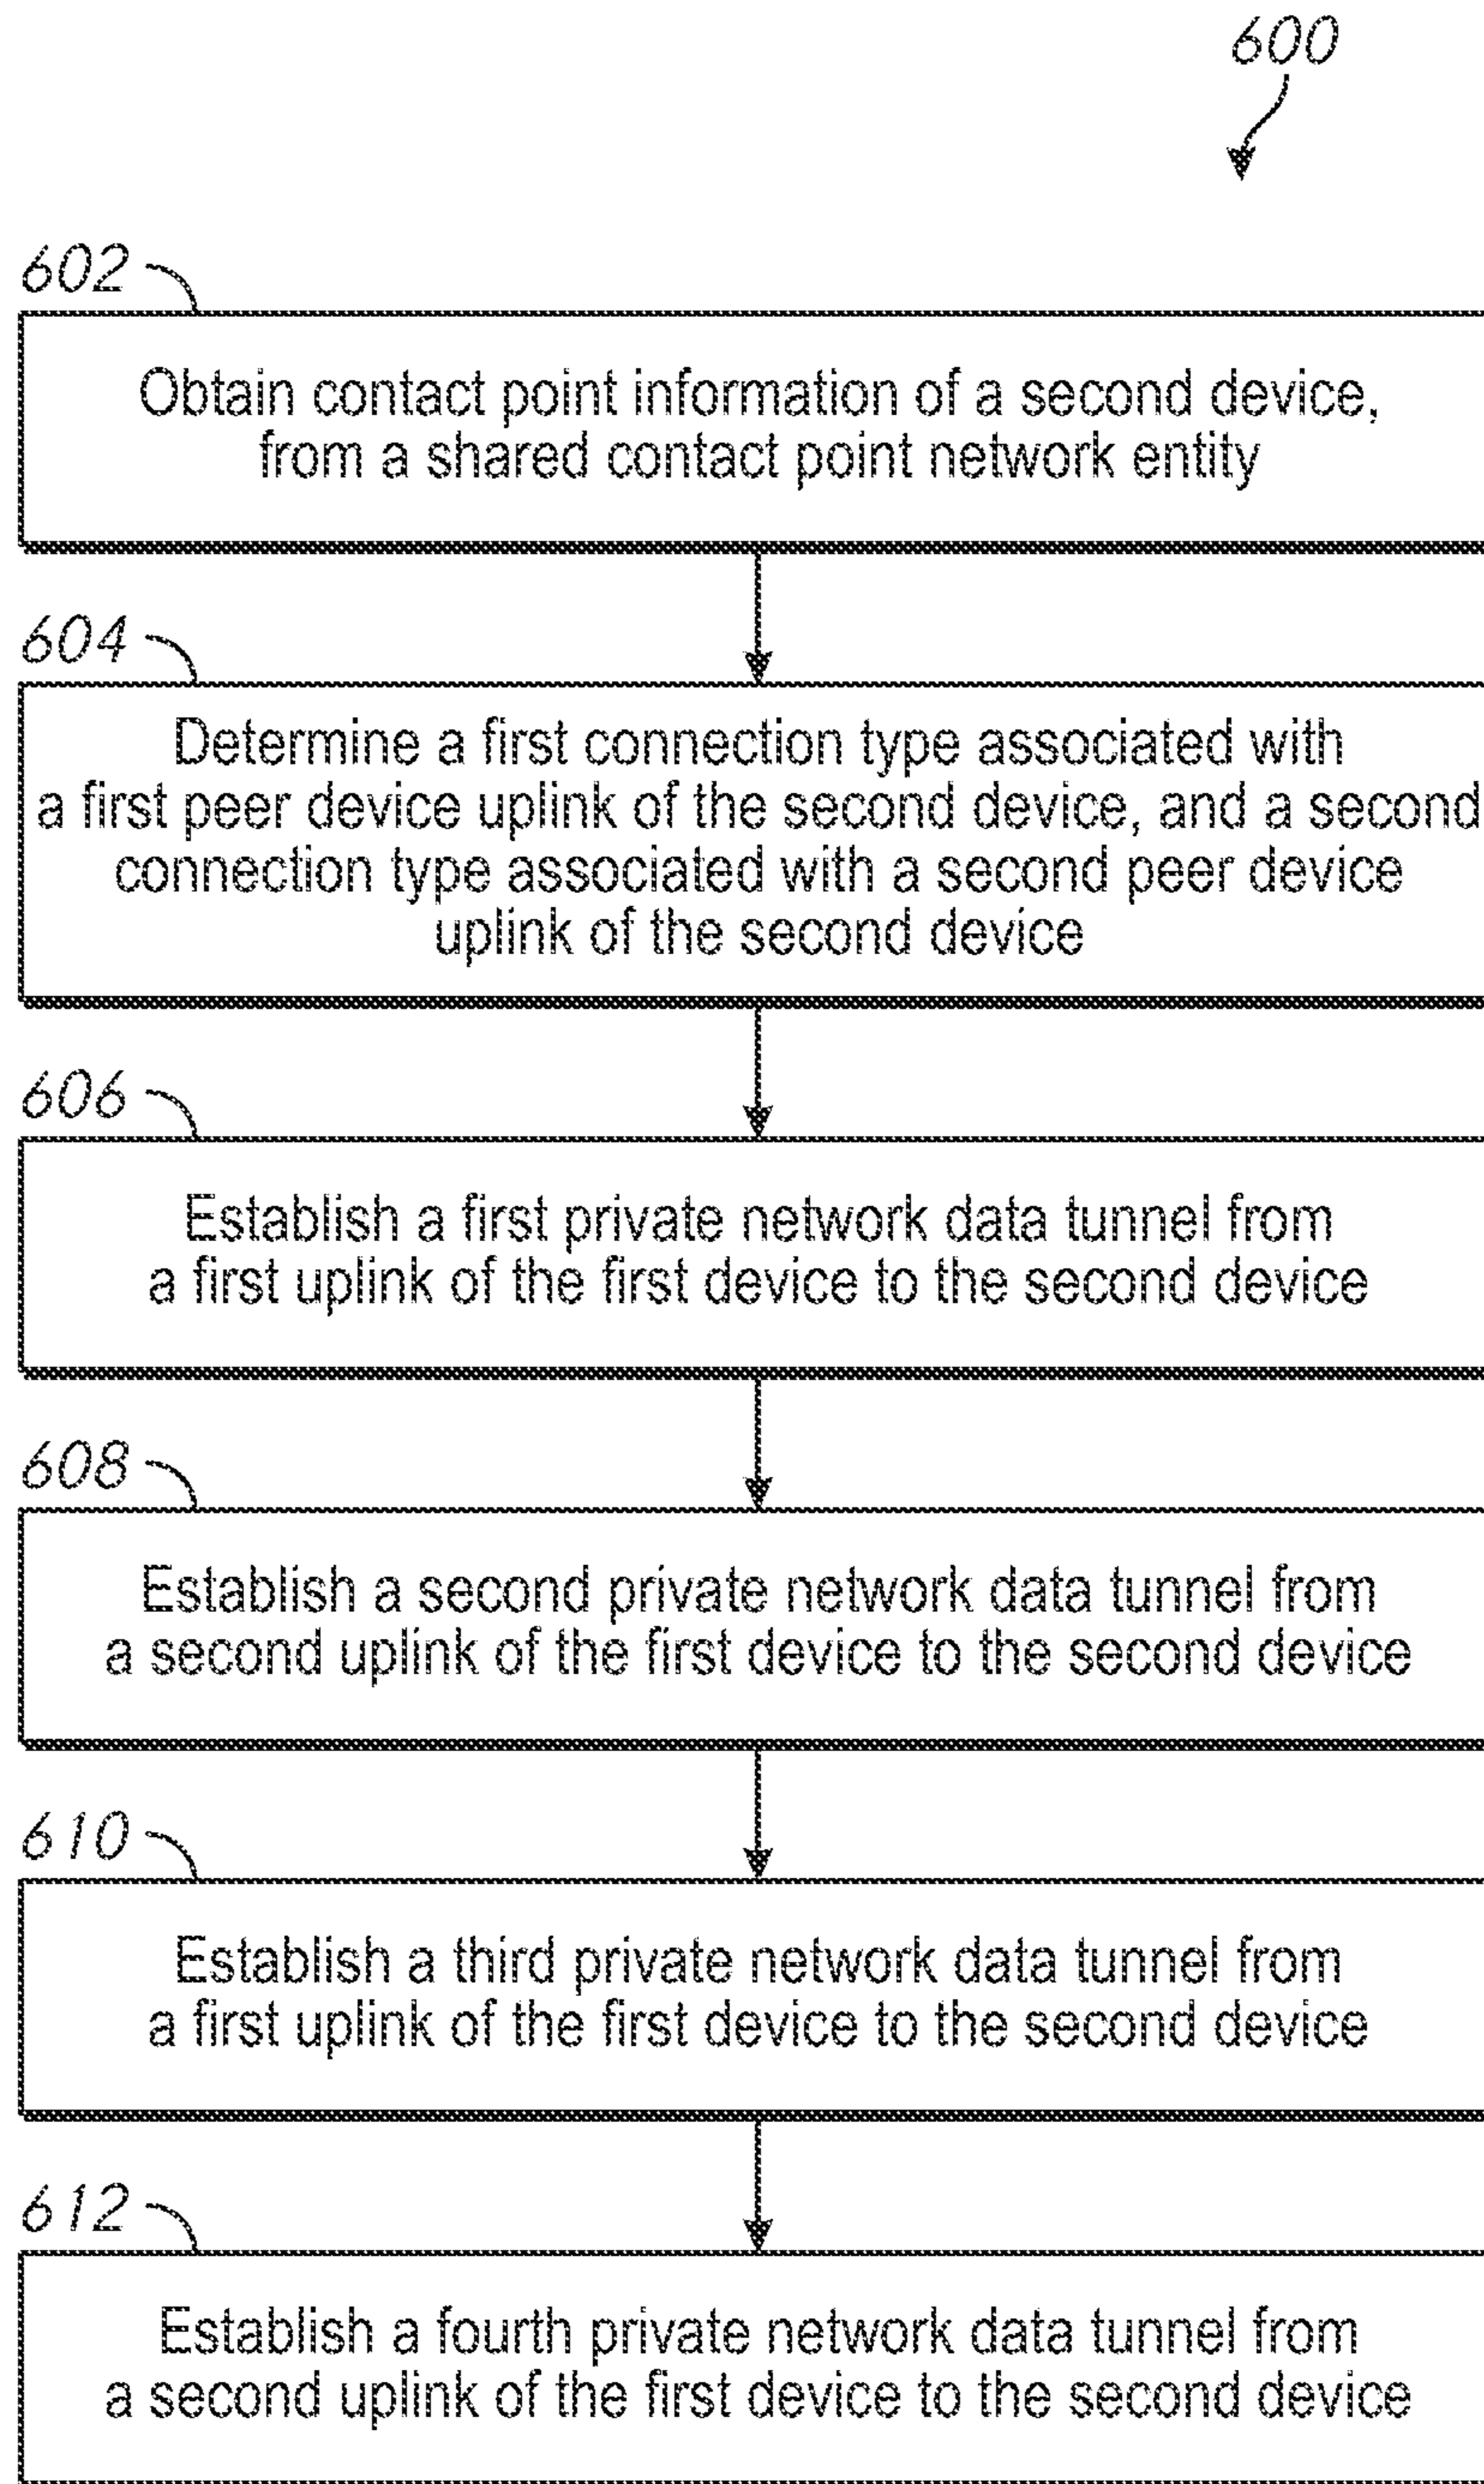 600
602
Obtain contact point information of a second device,
from a shared contact point network entity
604
Determine a first connection type associated with
a first peer device uplink of the second device, and a second
connection type associated with a second peer device
uplink of the second device
606
Establish a first private network data tunnel from
a first uplink of the first device to the second device
608
Establish a second private network data tunnel from
a second uplink of the first device to the second device
610
Establish a third private network data tunnel from
a first uplink of the first device to the second device
612
Establish a fourth private network data tunnel from
a second uplink of the first device to the second device